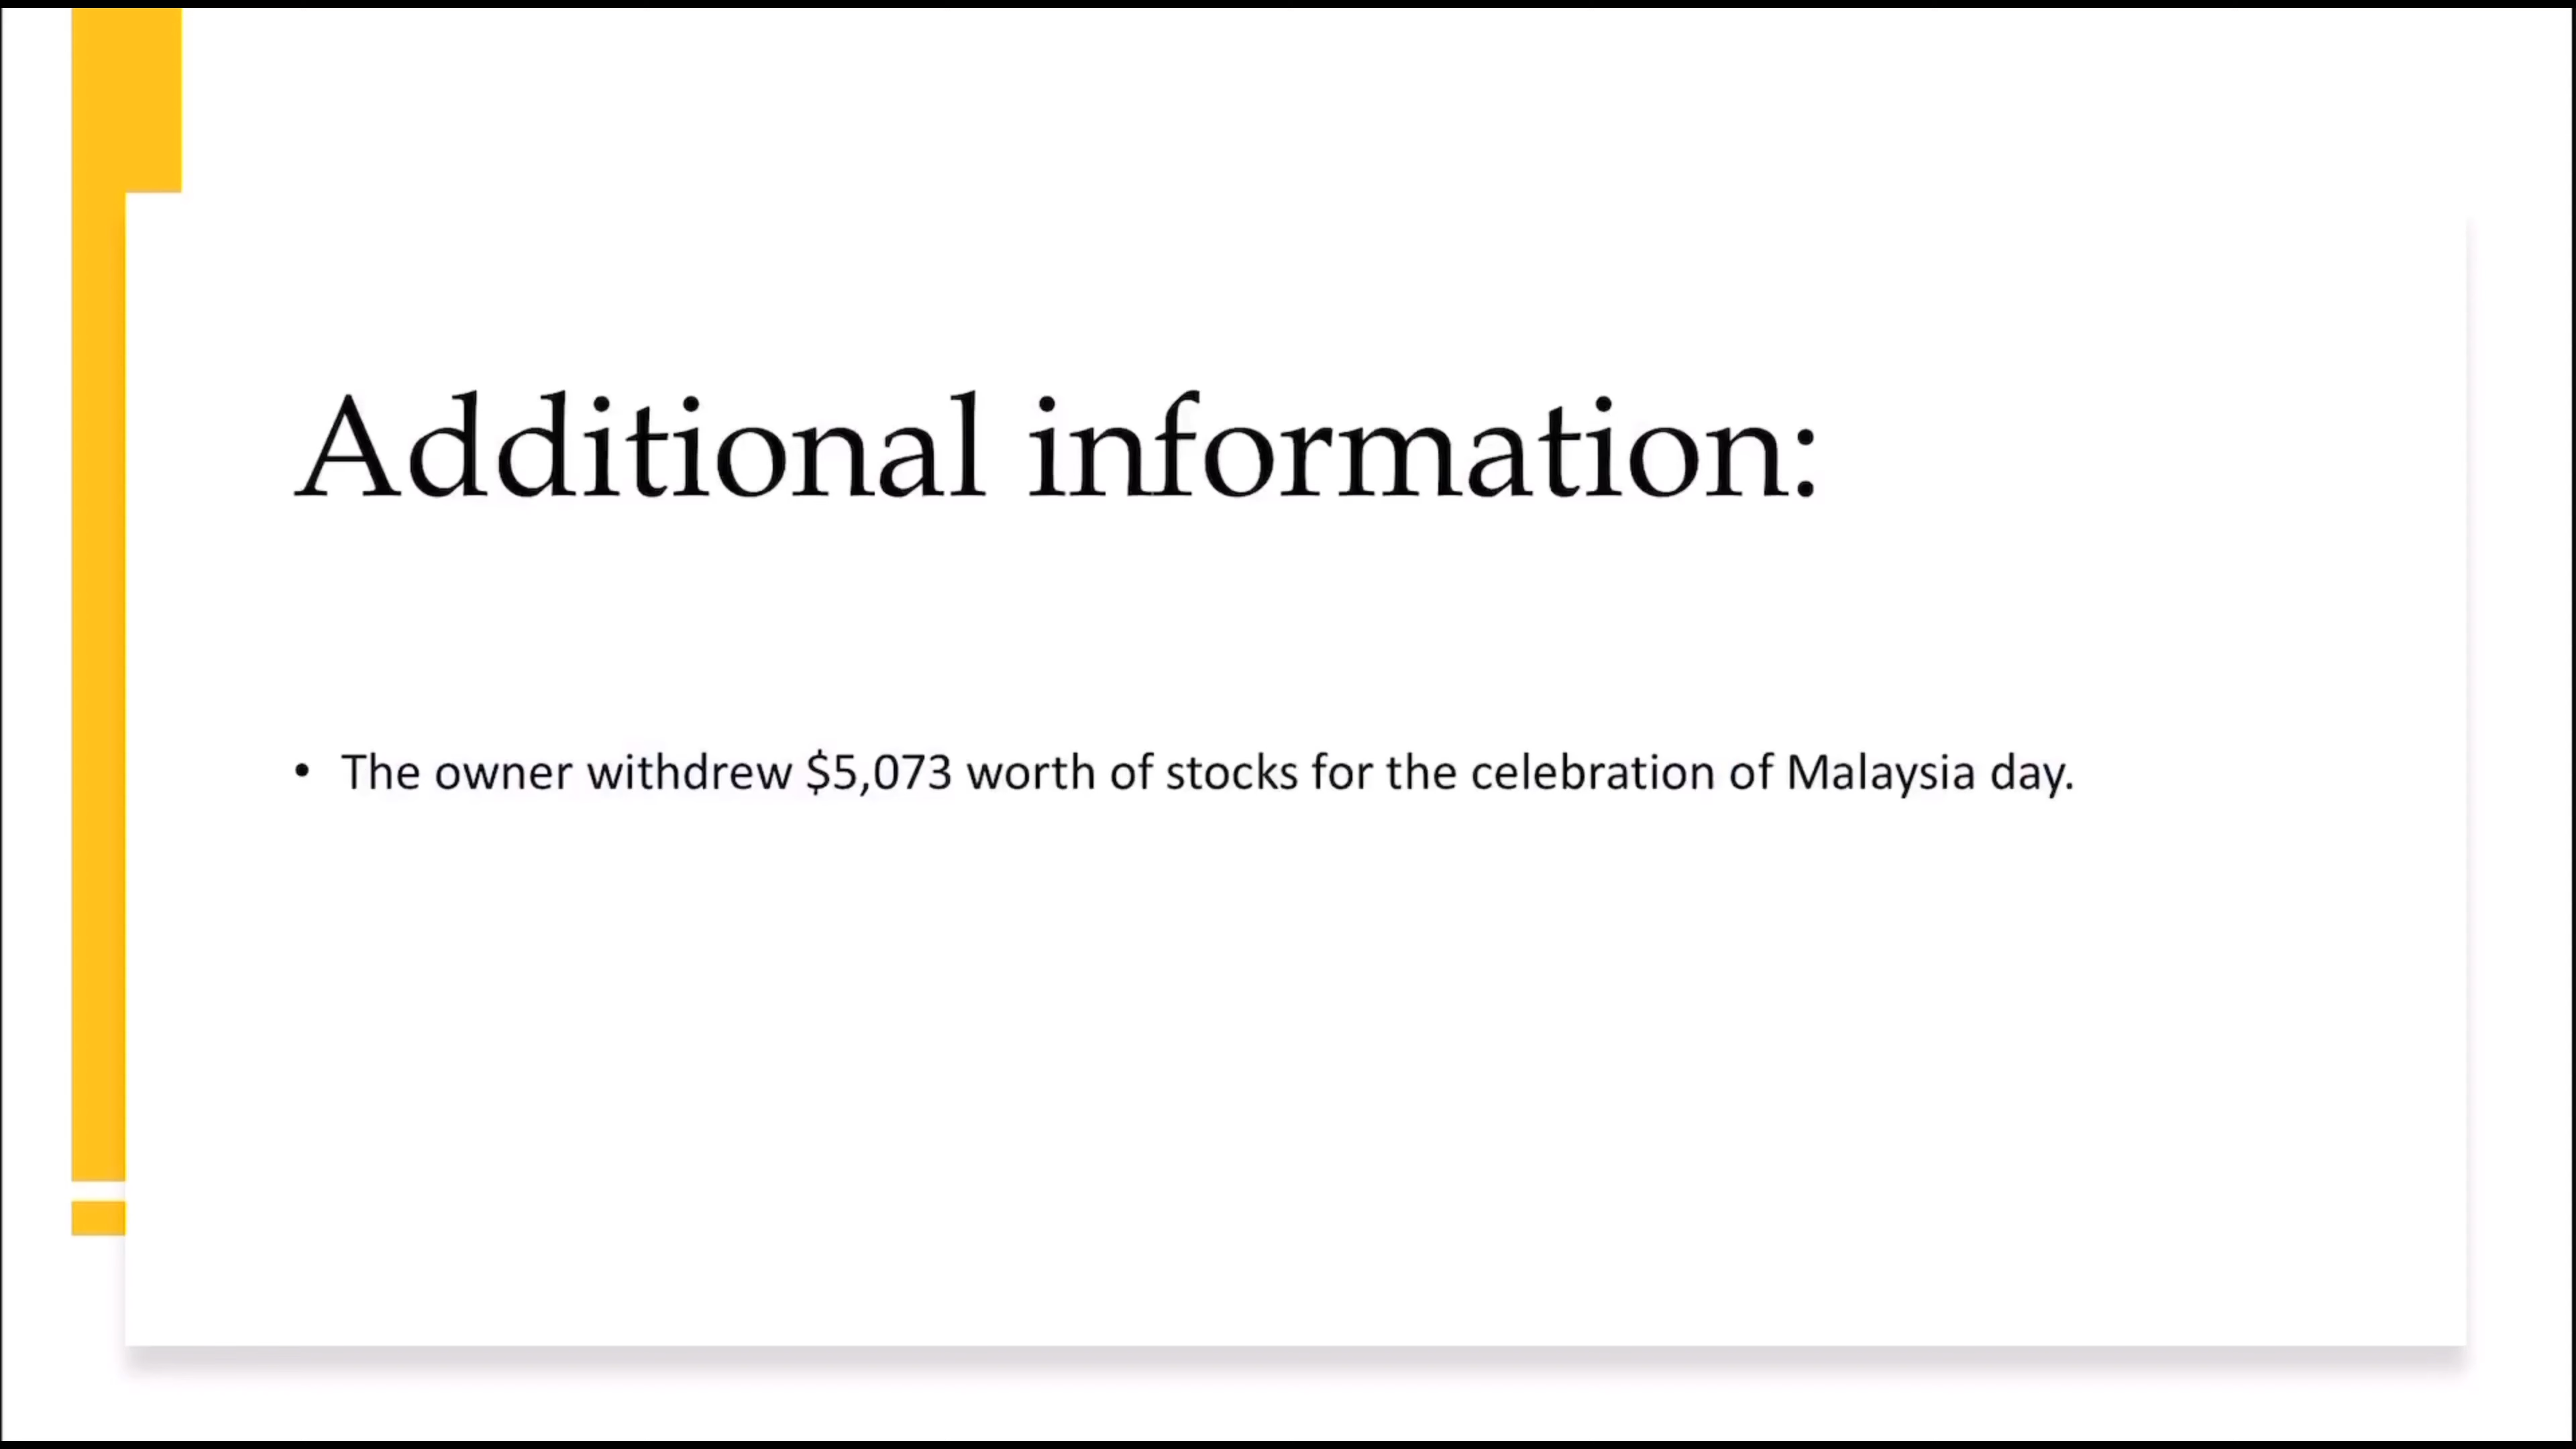 Additional information:
• The owner withdrew $5,073 worth of stocks for the celebration of Malaysia day.